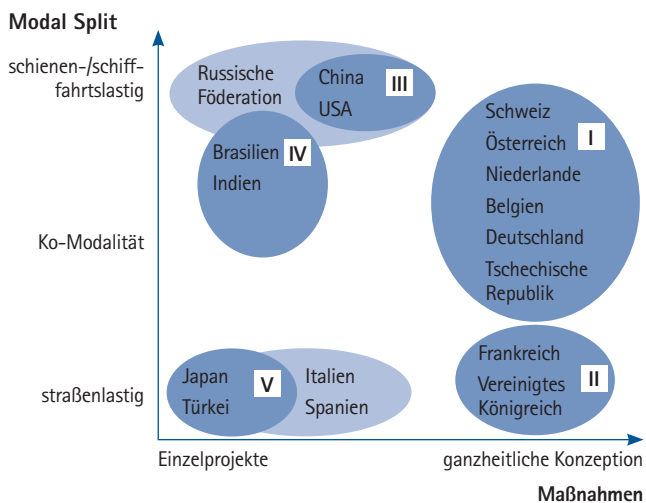 Modal Split
schienen-/schiff-
fahrtslastig
Ko-Modalität
straßenlastig
Russische
Föderation
China
USA
III
Brasilien
Indien
IV
Schweiz
Österreich
Niederlande
Belgien
Deutschland
Tschechische
Republik
I
Japan
Türkei
V
Italien
Spanien
Frankreich
Vereinigtes
Königreich
II
Einzelprojekte
ganzheitliche Konzeption
Maßnahmen